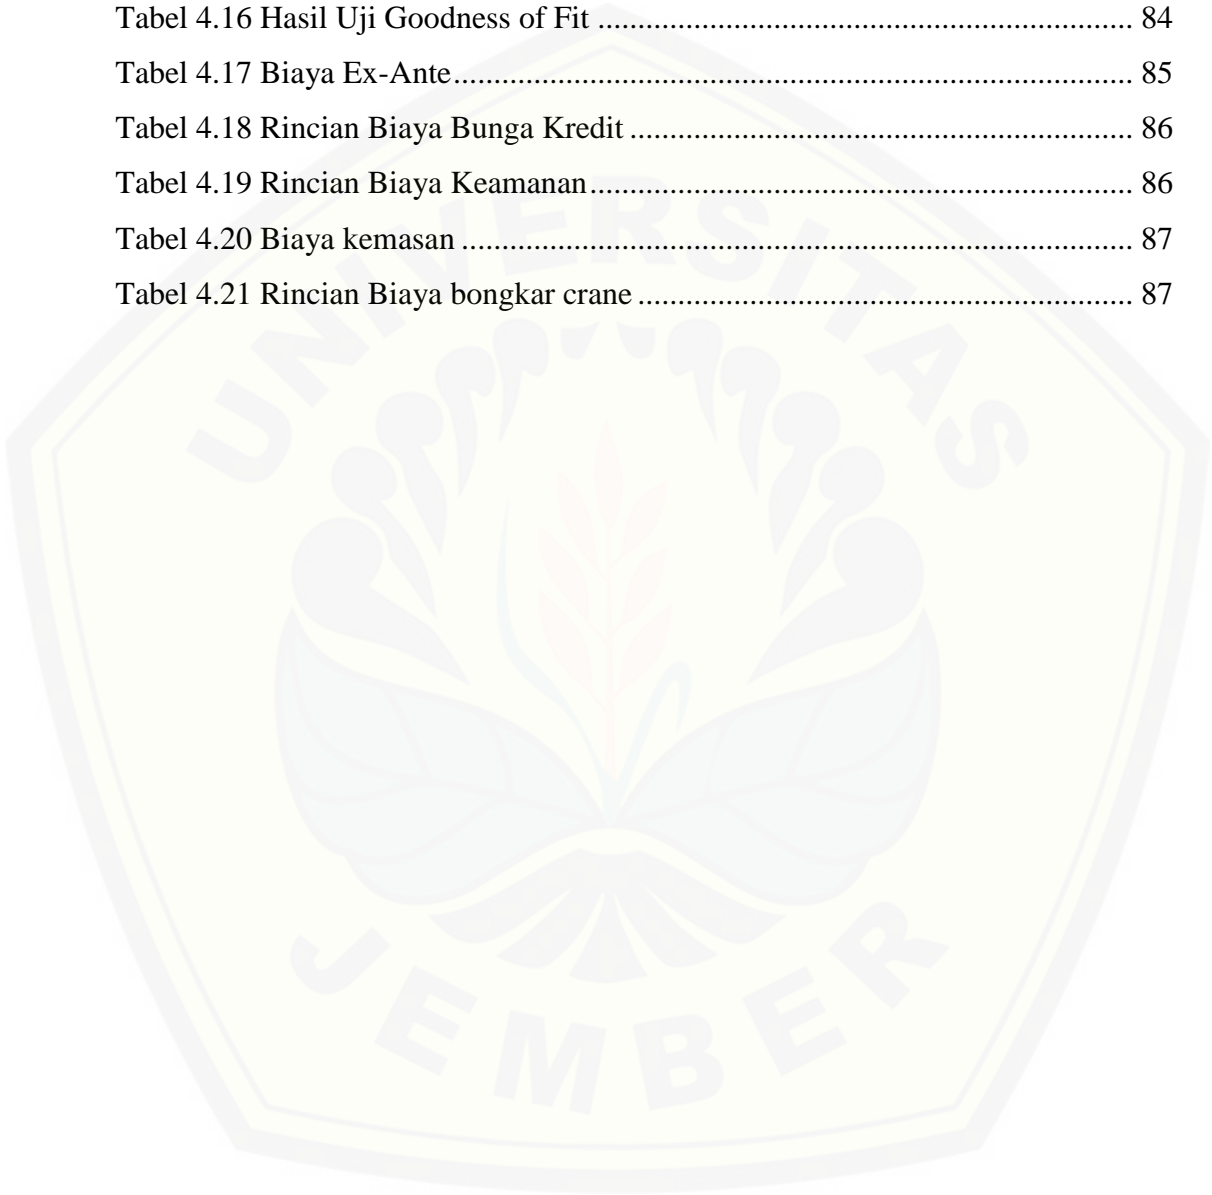 Tabel 4.16 Hasil Uji Goodness of Fit ................................................................... 84
Tabel 4.17 Biaya Ex-Ante..................................................................................... 85
Tabel 4.18 Rincian Biaya Bunga Kredit ............................................................... 86
Tabel 4.19 Rincian Biaya Keamanan.................................................................... 86
Tabel 4.20 Biaya kemasan .................................................................................... 87
Tabel 4.21 Rincian Biaya bongkar crane .............................................................. 87
UNIVERSITAS
JEMBER